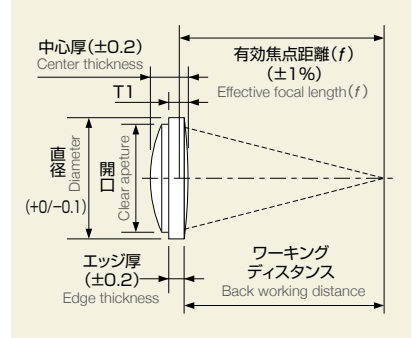 中心厚(±0.2)
Center thickness
有効焦点距離(f)
(±1%)
Effective focal length(f)
T1
直径
Diameter
(+0/−0.1)
開口
Clear apeture
エッジ厚
(±0.2)
Edge thickness
ワーキング
ディスタンス
Back working distance